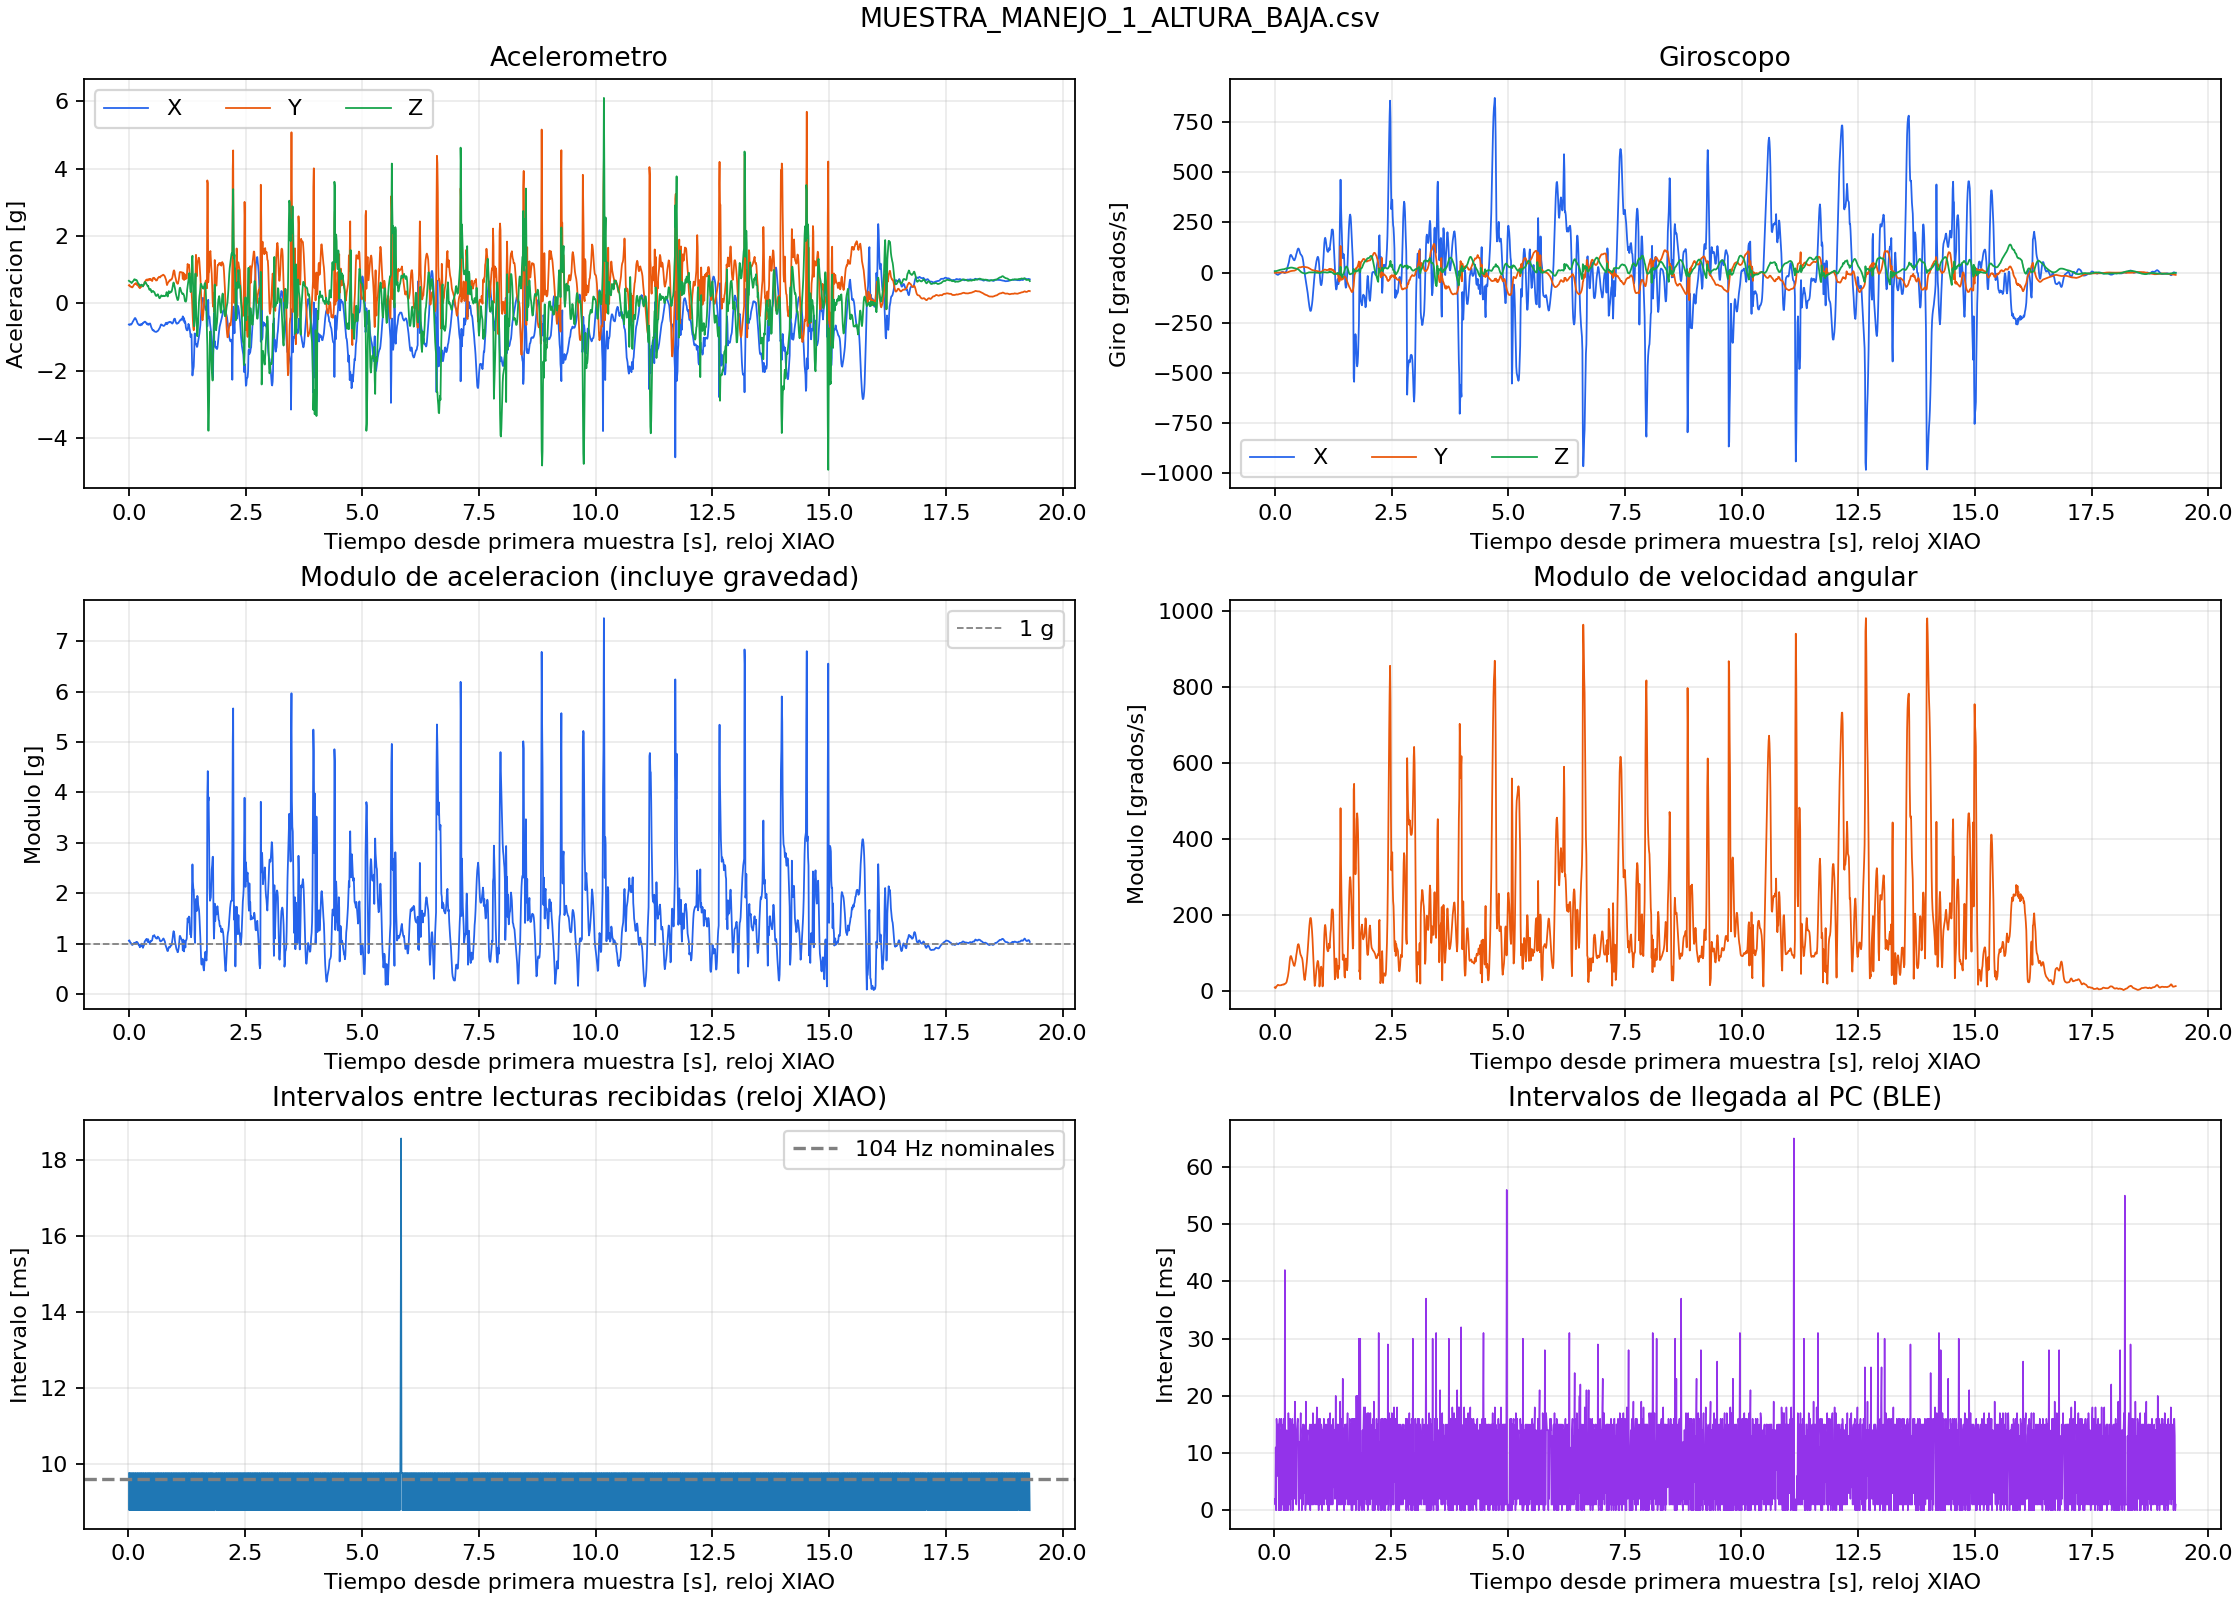 MUESTRA_MANEJO_1_ALTURA_BAJA.csv
Acelerometro
X Y Z
6
4
2
0
−2
−4
Aceleracion [g]
0.0 2.5 5.0 7.5 10.0 12.5 15.0 17.5 20.0
Tiempo desde primera muestra [s], reloj XIAO
Giroscopo
750
500
250
0
−250
−500
−750
−1000
Giro [grados/s]
X Y Z
0.0 2.5 5.0 7.5 10.0 12.5 15.0 17.5 20.0
Tiempo desde primera muestra [s], reloj XIAO
Modulo de aceleracion (incluye gravedad)
1 g
7
6
5
4
3
2
1
0
Modulo [g]
0.0 2.5 5.0 7.5 10.0 12.5 15.0 17.5 20.0
Tiempo desde primera muestra [s], reloj XIAO
Modulo de velocidad angular
1000
800
600
400
200
0
Modulo [grados/s]
0.0 2.5 5.0 7.5 10.0 12.5 15.0 17.5 20.0
Tiempo desde primera muestra [s], reloj XIAO
Intervalos entre lecturas recibidas (reloj XIAO)
104 Hz nominales
18
16
14
12
10
Intervalo [ms]
0.0 2.5 5.0 7.5 10.0 12.5 15.0 17.5 20.0
Tiempo desde primera muestra [s], reloj XIAO
Intervalos de llegada al PC (BLE)
60
50
40
30
20
10
0
Intervalo [ms]
0.0 2.5 5.0 7.5 10.0 12.5 15.0 17.5 20.0
Tiempo desde primera muestra [s], reloj XIAO